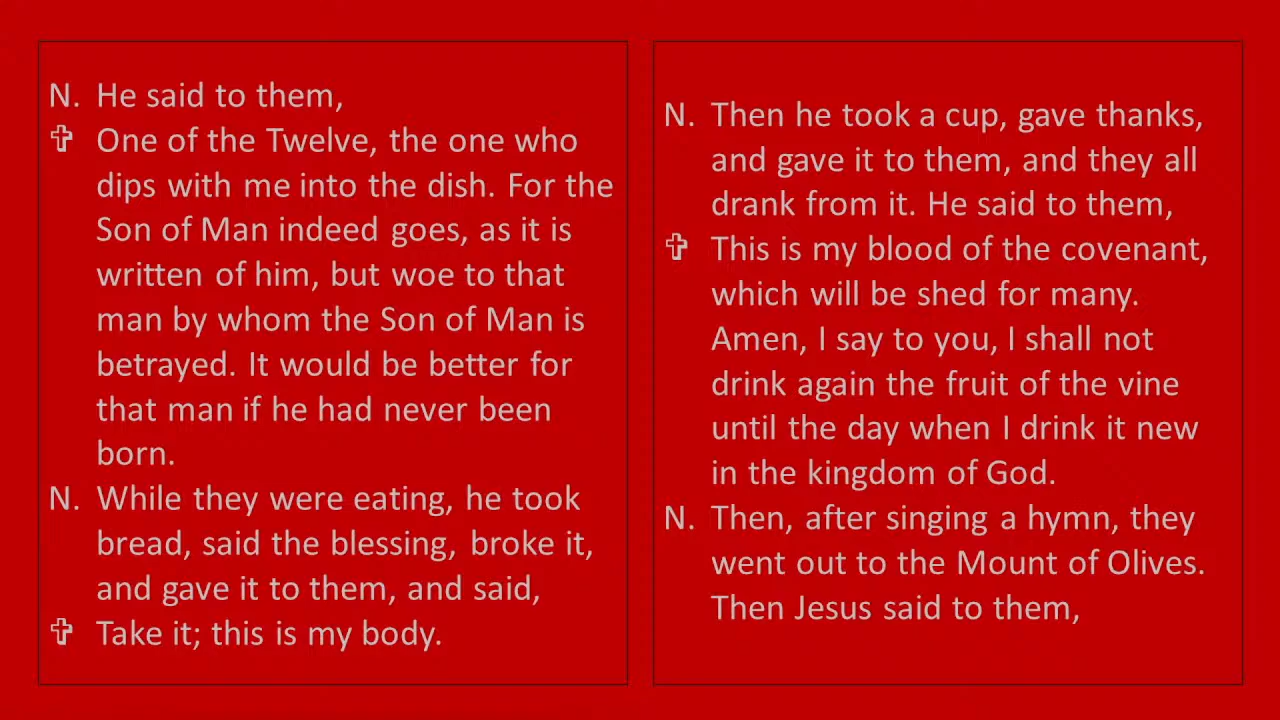 N. He said to them,
✞ One of the Twelve, the one who
dips with me into the dish. For the
Son of Man indeed goes, as it is
written of him, but woe to that
man by whom the Son of Man is
betrayed. It would be better for
that man if he had never been
born.
N. While they were eating, he took
bread, said the blessing, broke it,
and gave it to them, and said,
✞ Take it; this is my body.
N. Then he took a cup, gave thanks,
and gave it to them, and they all
drank from it. He said to them,
✞ This is my blood of the covenant,
which will be shed for many.
Amen, I say to you, I shall not
drink again the fruit of the vine
until the day when I drink it new
in the kingdom of God.
N. Then, after singing a hymn, they
went out to the Mount of Olives.
Then Jesus said to them,